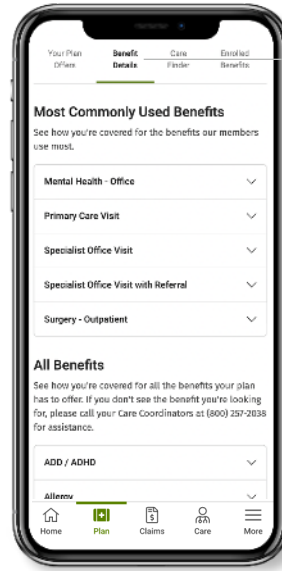 Your Plan Benefit Care Enrolled
Offers Details Finder Benefits
Most Commonly Used Benefits
See how you're covered for the benefits our members
use most.
Mental Health - Office
Primary Care Visit
Specialist Office Visit
Specialist Office Visit with Referral
Surgery - Outpatient
All Benefits
See how you're covered for all the benefits your plan
has to offer. If you don't see the benefit you're looking
for, please call your Care Coordinators at (800) 257-2038
for assistance.
ADD / ADHD
Allergy
Home Plan Claims Care More